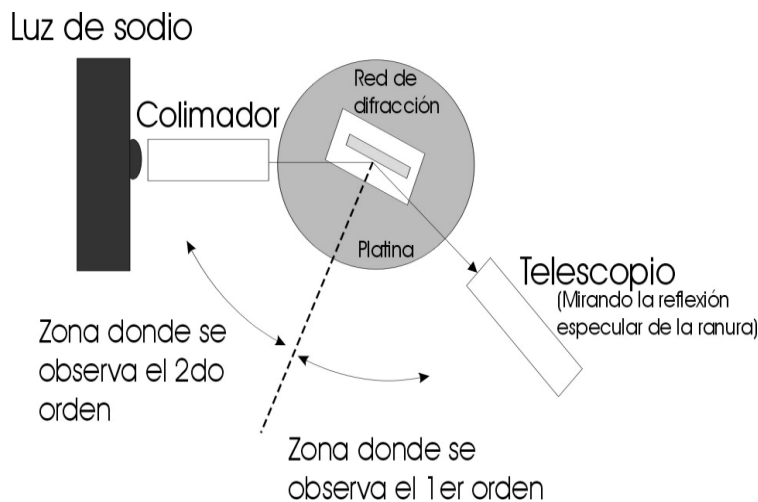 Luz de sodio
Red de
difracción
Colimador
Platina
Telescopio
(Mirando la reflexión
especular de la ranura)
Zona donde se
observa el 2do
orden
Zona donde se
observa el 1er orden